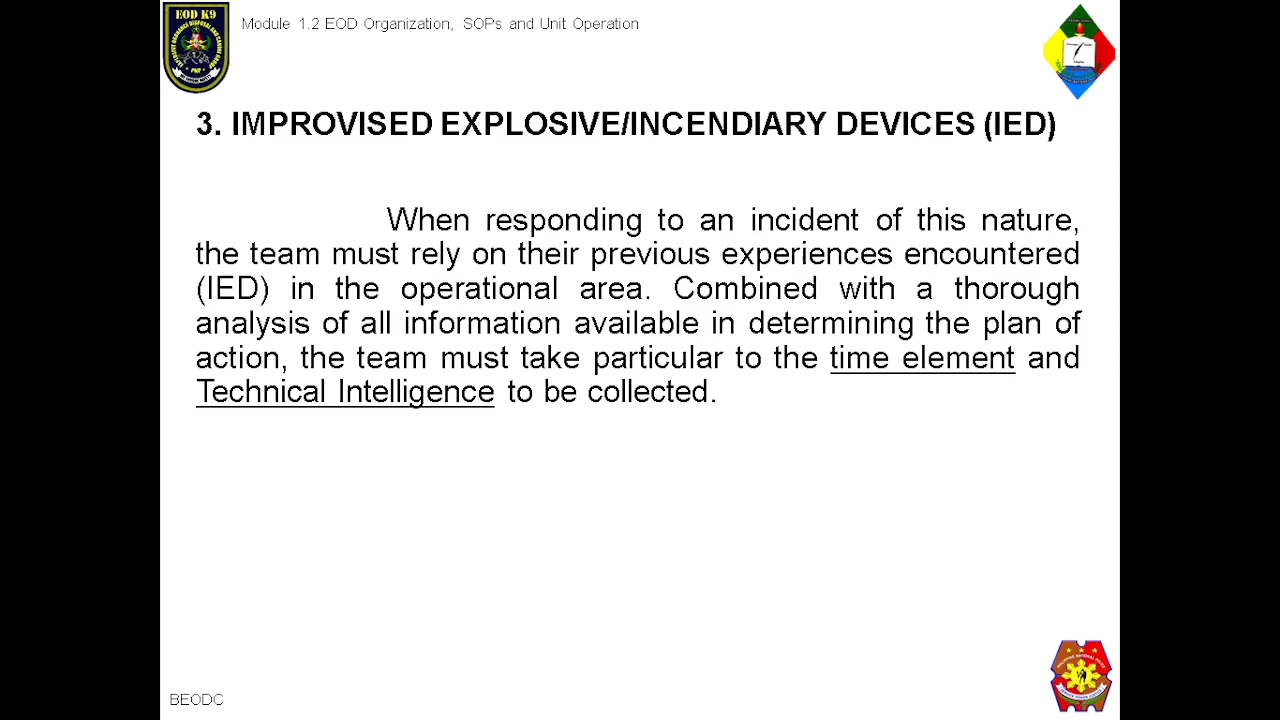 EOD K9
Module 1.2 EOD Organization, SOPs and Unit Operation
3. IMPROVISED EXPLOSIVE/INCENDIARY DEVICES (IED)
When responding to an incident of this nature,
the team must rely on their previous experiences encountered
(IED) in the operational area. Combined with a thorough
analysis of all information available in determining the plan of
action, the team must take particular to the time element and
Technical Intelligence to be collected.
BEODC